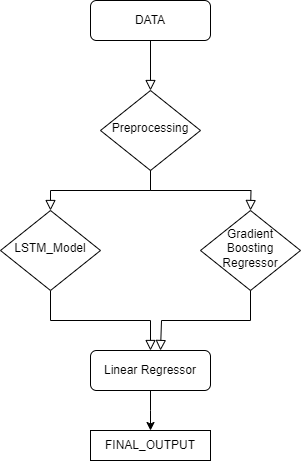 DATA
Preprocessing
LSTM_Model
Gradient
Boosting
Regressor
Linear Regressor
FINAL_OUTPUT